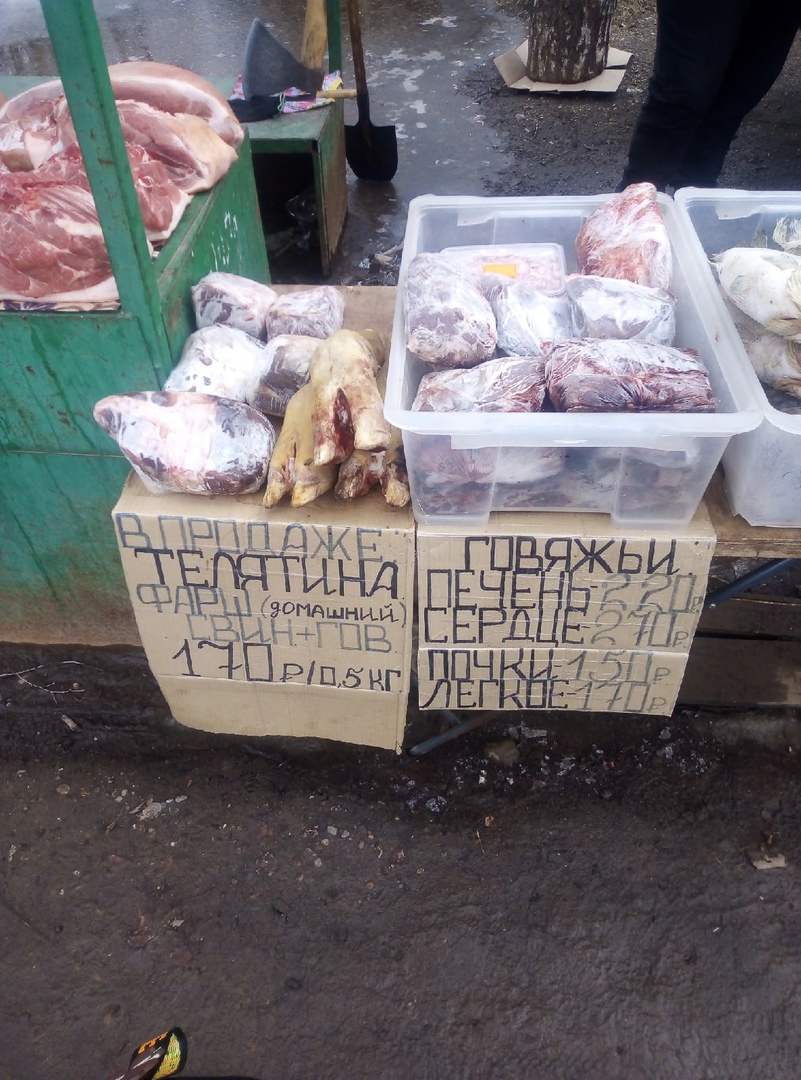 В ПРОДАЖЕ
ТЕЛЯТИНА
ФАРШ (домашний)
СВИН.+ГОВ
170 ₽/0,5 КГ
ГОВЯЖЬИ
ПЕЧЕНЬ-220₽
СЕРДЦЕ-270₽
ПОЧКИ-150₽
ЛЕГКОЕ-170₽